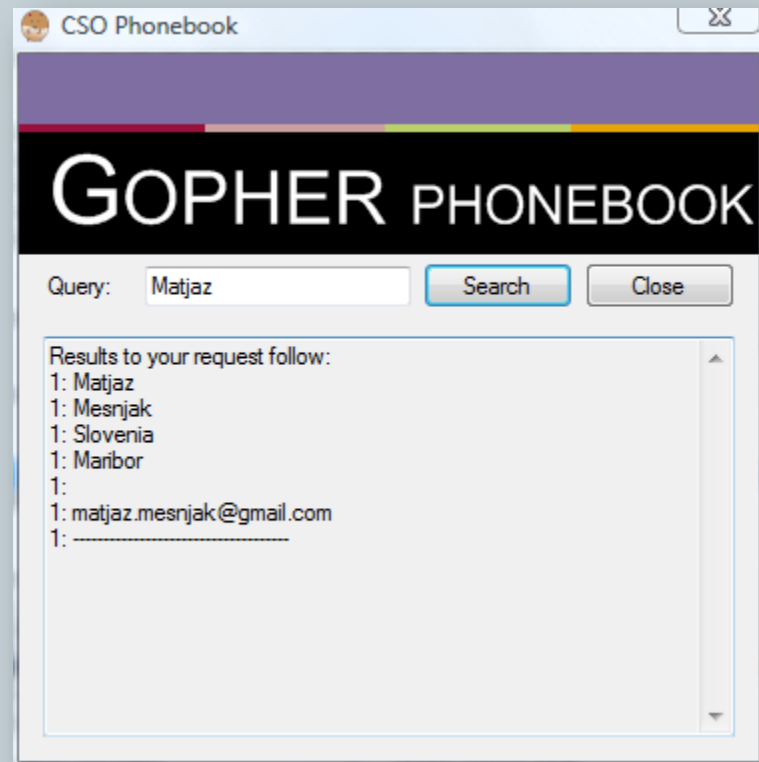 CSO Phonebook
GOPHER PHONEBOOK
Query: Matjaz Search Close
Results to your request follow:
1: Matjaz
1: Mesnjak
1: Slovenia
1: Maribor
1:
1: matjaz.mesnjak@gmail.com
1: ------------------------------------